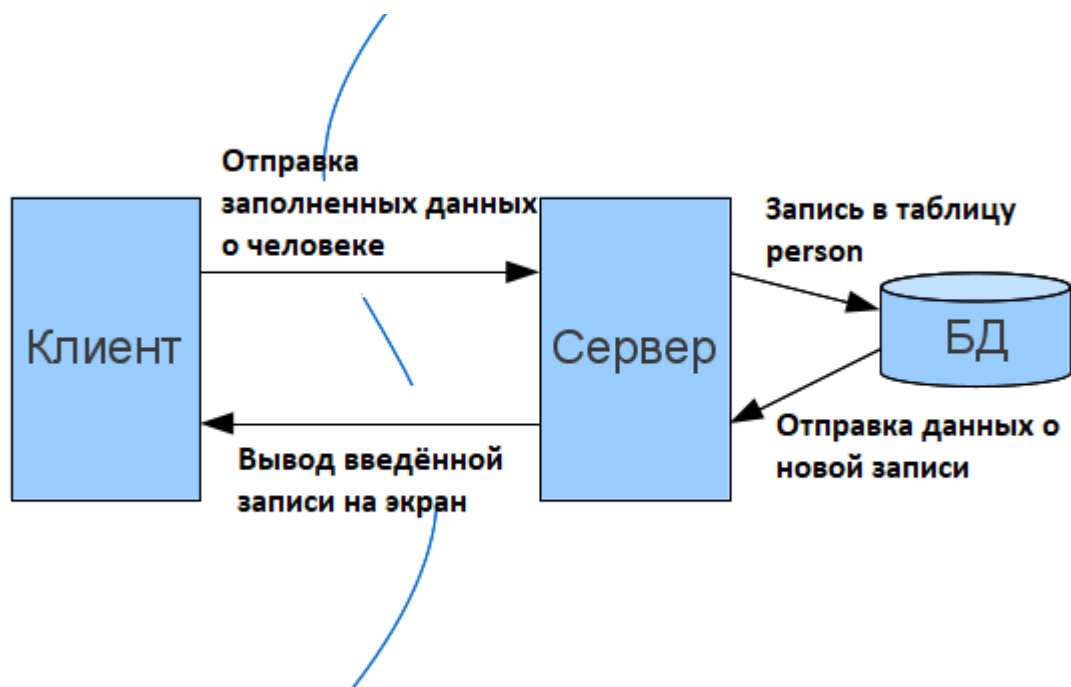 Отправка
заполненных данных
о человеке
Запись в таблицу
person
Клиент
Сервер
БД
Вывод введённой
записи на экран
Отправка данных о
новой записи